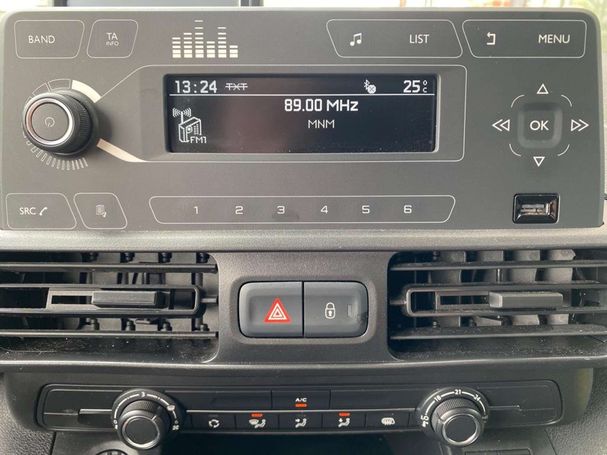 BAND
TA
INFO
LIST
MENU
13:24 TXT 25°C
89.00 MHz
MNM
FM1
OK
SRC
1 2 3 4 5 6
A/C